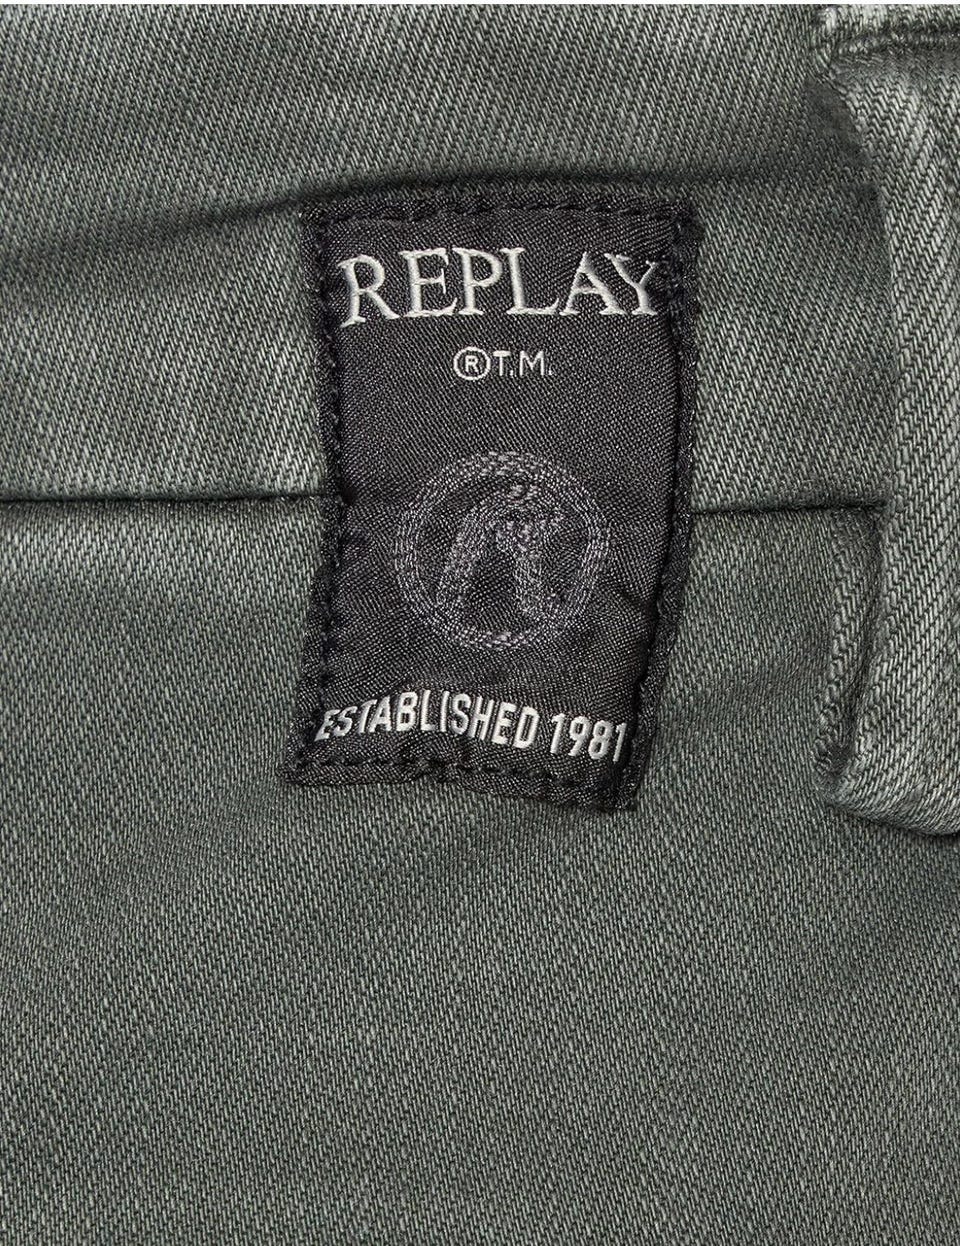 REPLAY
®T.M.
R
ESTABLISHED 1981